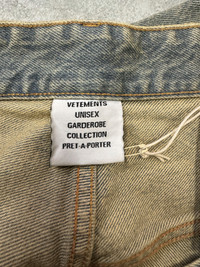 VETEMENTS
UNISEX
GARDEROBE
COLLECTION
PRET-A-PORTER